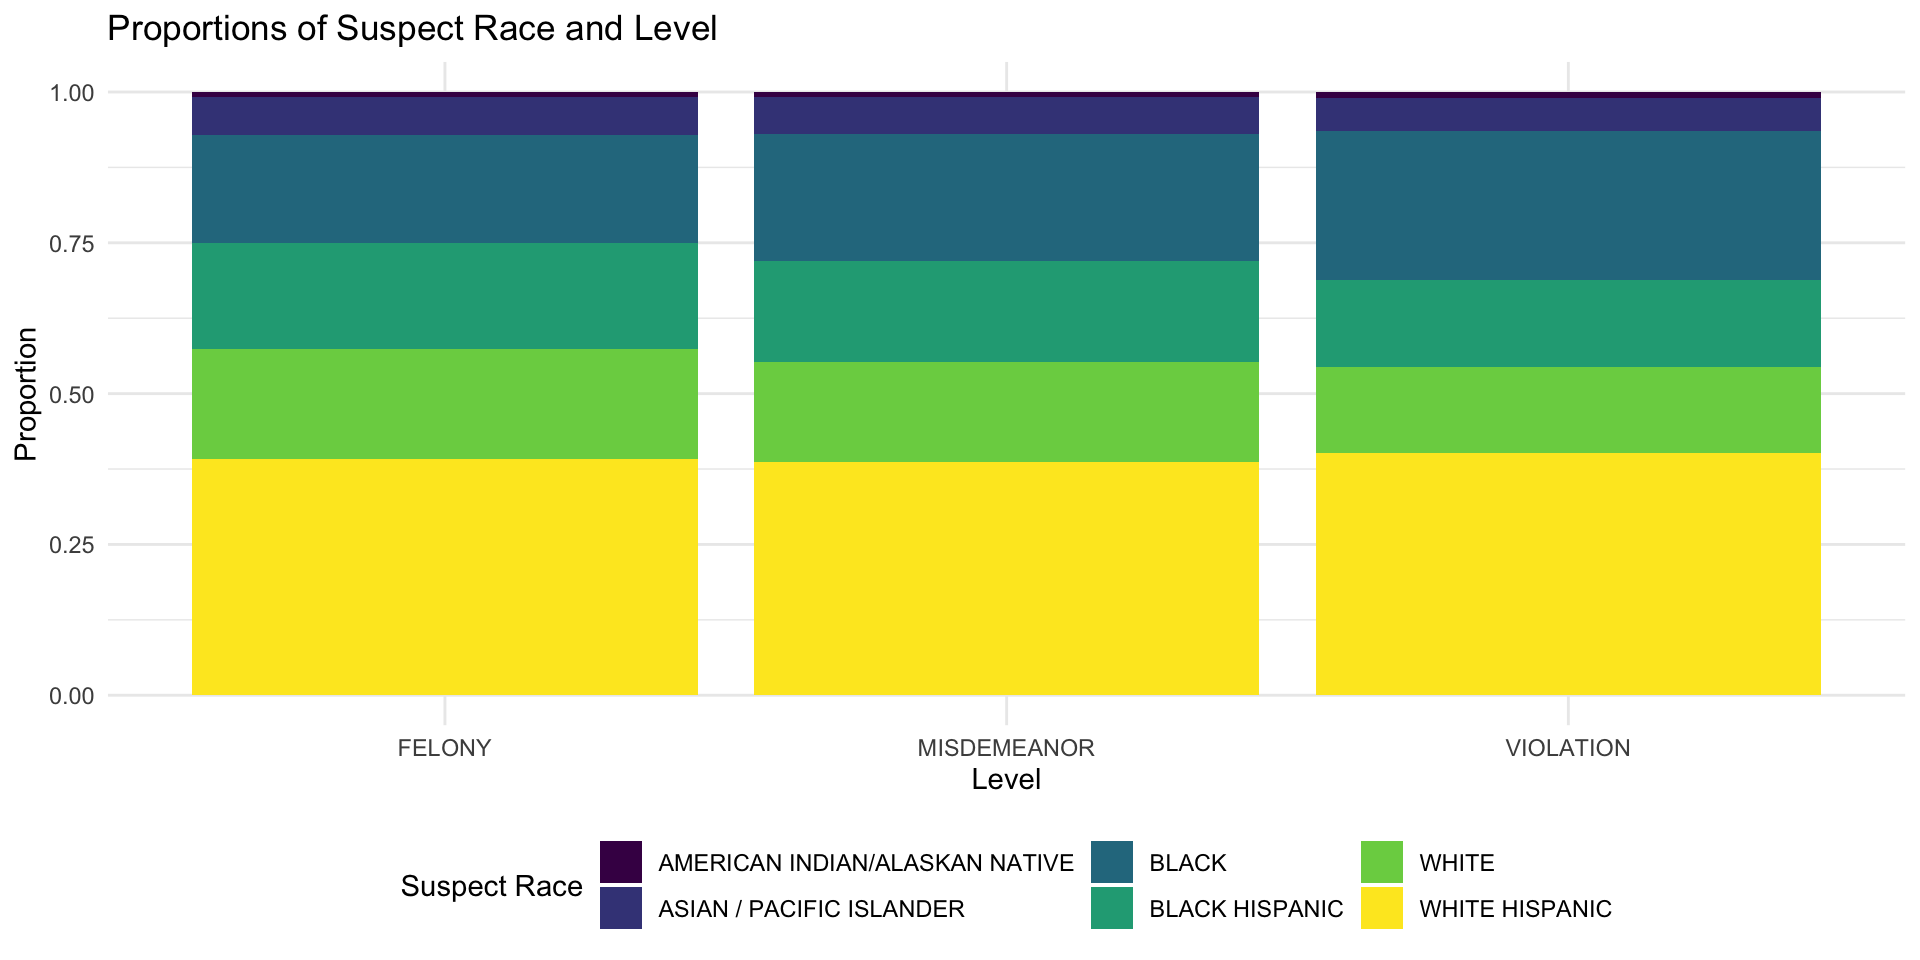 Proportions of Suspect Race and Level
Proportion
1.00
0.75
0.50
0.25
0.00
FELONY MISDEMEANOR VIOLATION
Level
Suspect Race
AMERICAN INDIAN/ALASKAN NATIVE BLACK WHITE
ASIAN / PACIFIC ISLANDER BLACK HISPANIC WHITE HISPANIC